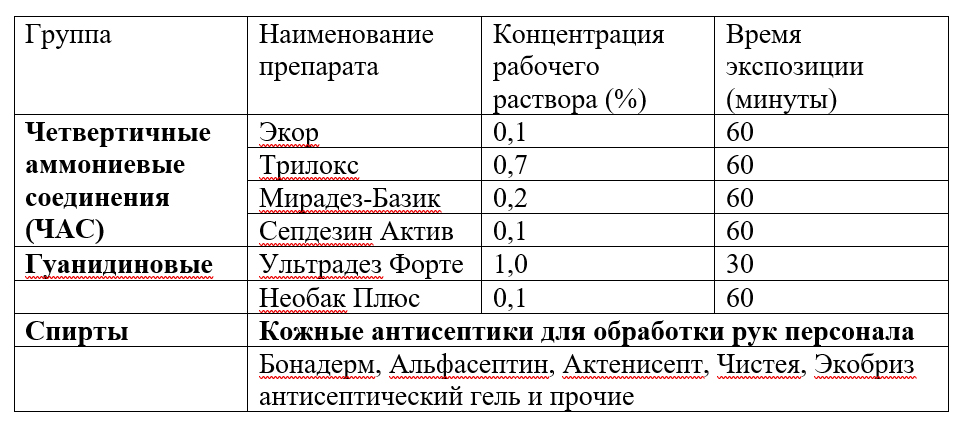 Группа
Наименование
препарата
Концентрация
рабочего
раствора (%)
Время
экспозиции
(минуты)
Четвертичные
аммониевые
соединения
(ЧАС)
Экор
0,1
60
Трилокс
0,7
60
Мирадез-Базик
0,2
60
Сепдезин Актив
0,1
60
Гуанидиновые
Ультрадез Форте
1,0
30
Необак Плюс
0,1
60
Спирты
Кожные антисептики для обработки рук персонала
Бонадерм, Альфасептин, Актенисепт, Чистея, Экобриз
антисептический гель и прочие